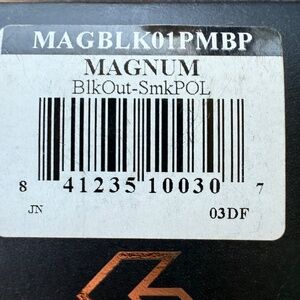 MAGBLK01PMBP
MAGNUM
BlkOut-SmkPOL
8 41235 10030 7
JN 03DF